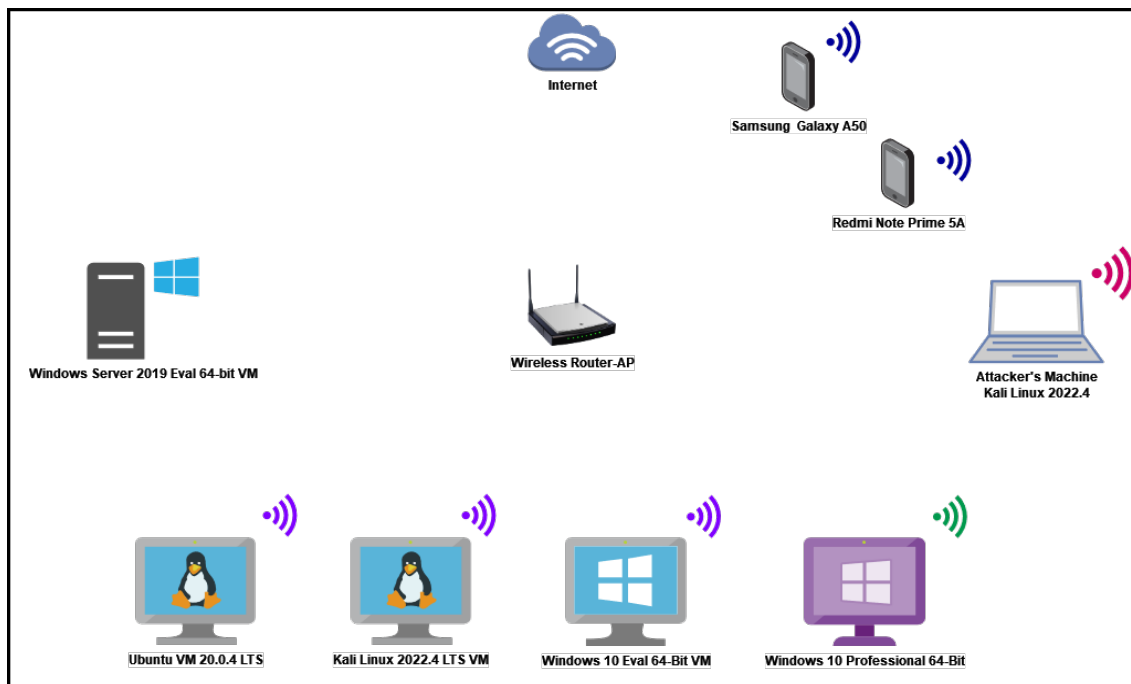 Internet
Samsung  Galaxy A50
Redmi Note Prime 5A
Windows Server 2019 Eval 64-bit VM
Wireless Router-AP
Attacker's Machine
Kali Linux 2022.4
Ubuntu VM 20.0.4 LTS
Kali Linux 2022.4 LTS VM
Windows 10 Eval 64-Bit VM
Windows 10 Professional 64-Bit